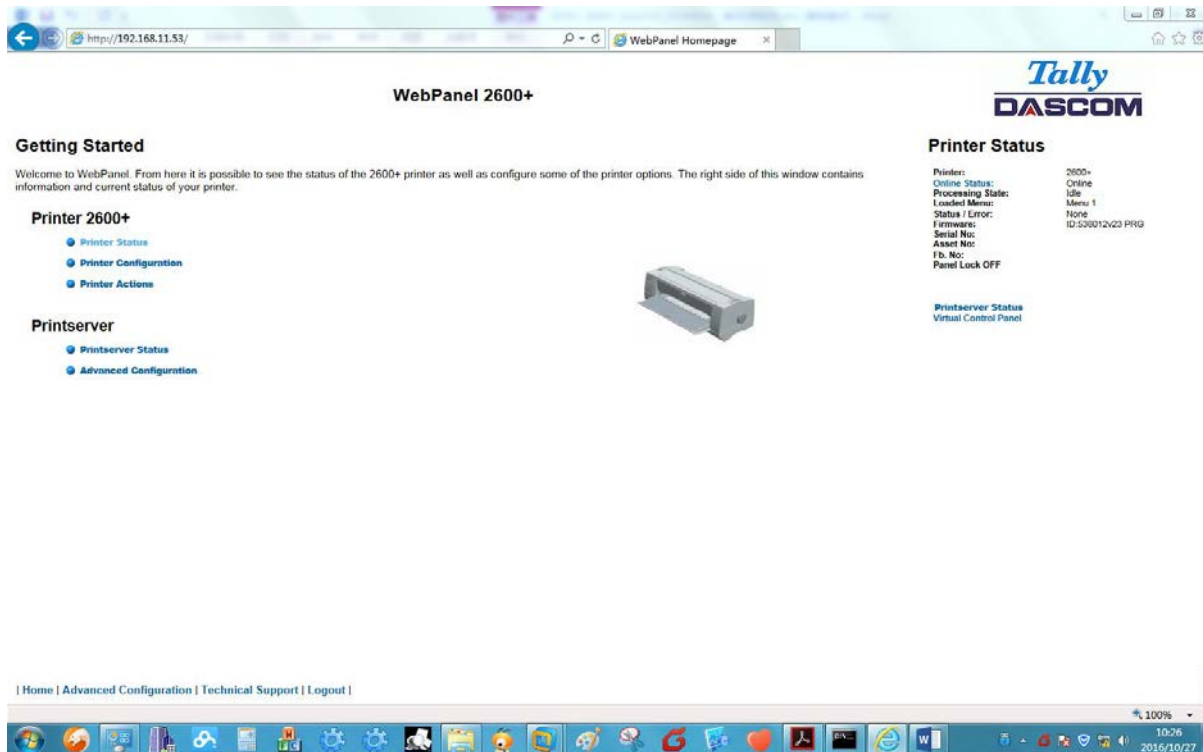 http://192.168.11.53/
WebPanel Homepage
Tally
DASCOM
WebPanel 2600+
Getting Started
Welcome to WebPanel. From here it is possible to see the status of the 2600+ printer as well as configure some of the printer options. The right side of this window contains
information and current status of your printer.
Printer 2600+
Printer Status
Printer Configuration
Printer Actions
Printserver
Printserver Status
Advanced Configuration
Printer Status
Printer: 2600+
Online Status: Online
Processing State: Idle
Loaded Menu: Menu 1
Status / Error: None
Firmware: ID:536012v23 PRG
Serial No:
Asset No:
Fb. No:
Panel Lock OFF
Printserver Status
Virtual Control Panel
| Home | Advanced Configuration | Technical Support | Logout |
100%
10:26